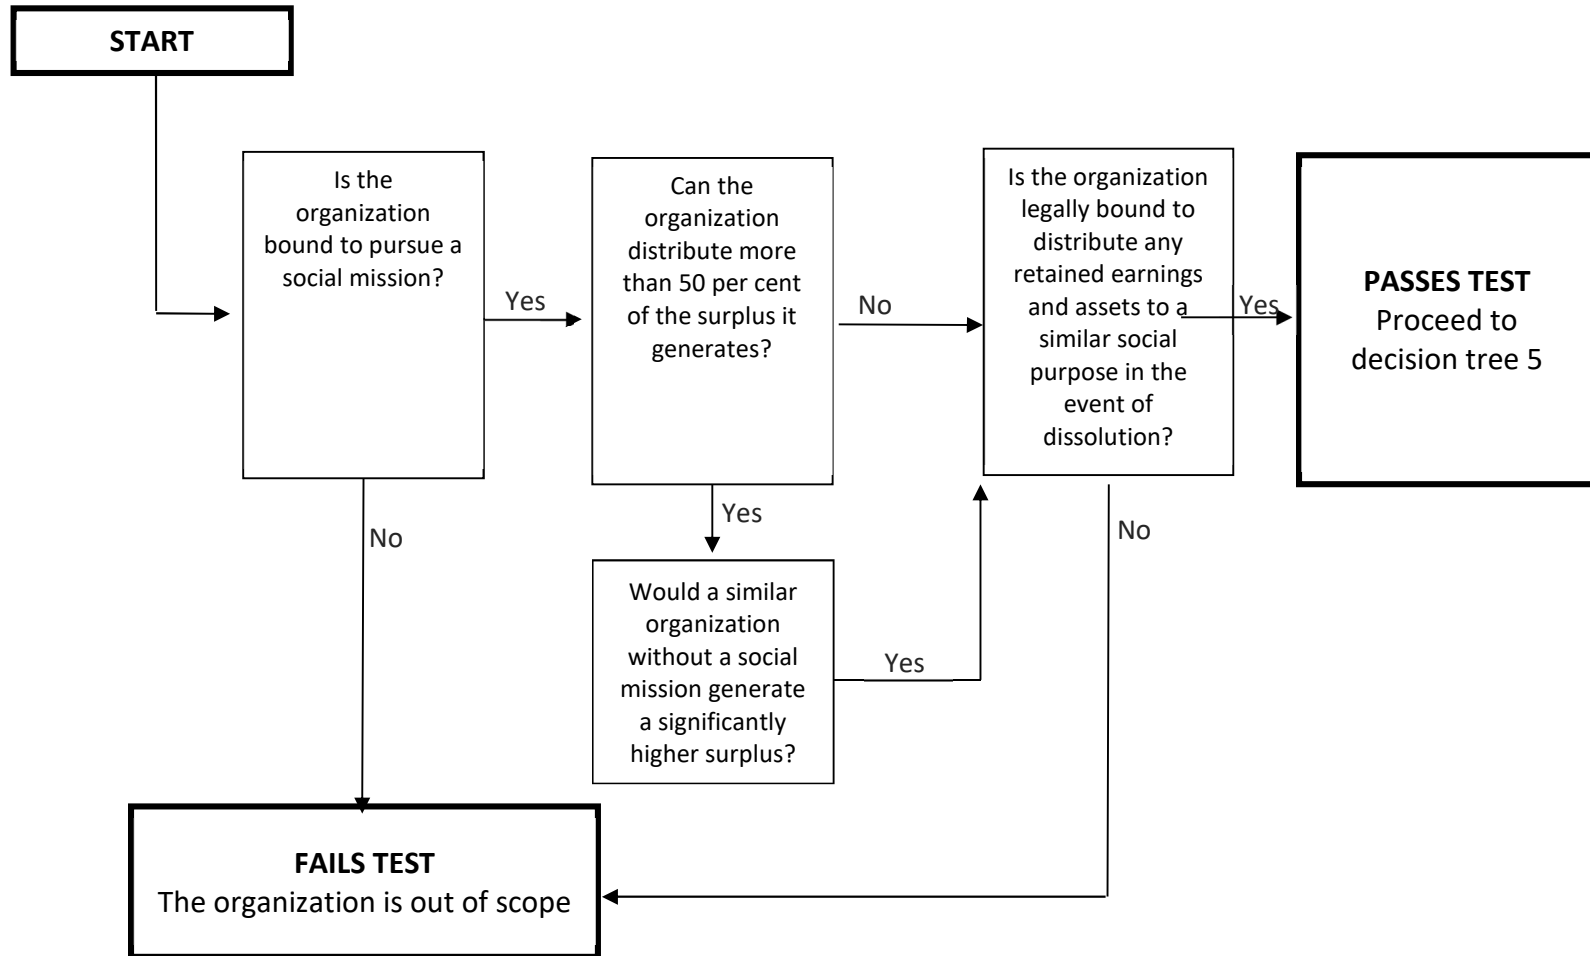 START
Is the
organization
bound to pursue a
social mission?
Yes
Can the
organization
distribute more
than 50 per cent
of the surplus it
generates?
No
Is the organization
legally bound to
distribute any
retained earnings
and assets to a
similar social
purpose in the
event of
dissolution?
Yes
PASSES TEST
Proceed to
decision tree 5
No
Yes
No
Would a similar
organization
without a social
mission generate
a significantly
higher surplus?
Yes
FAILS TEST
The organization is out of scope